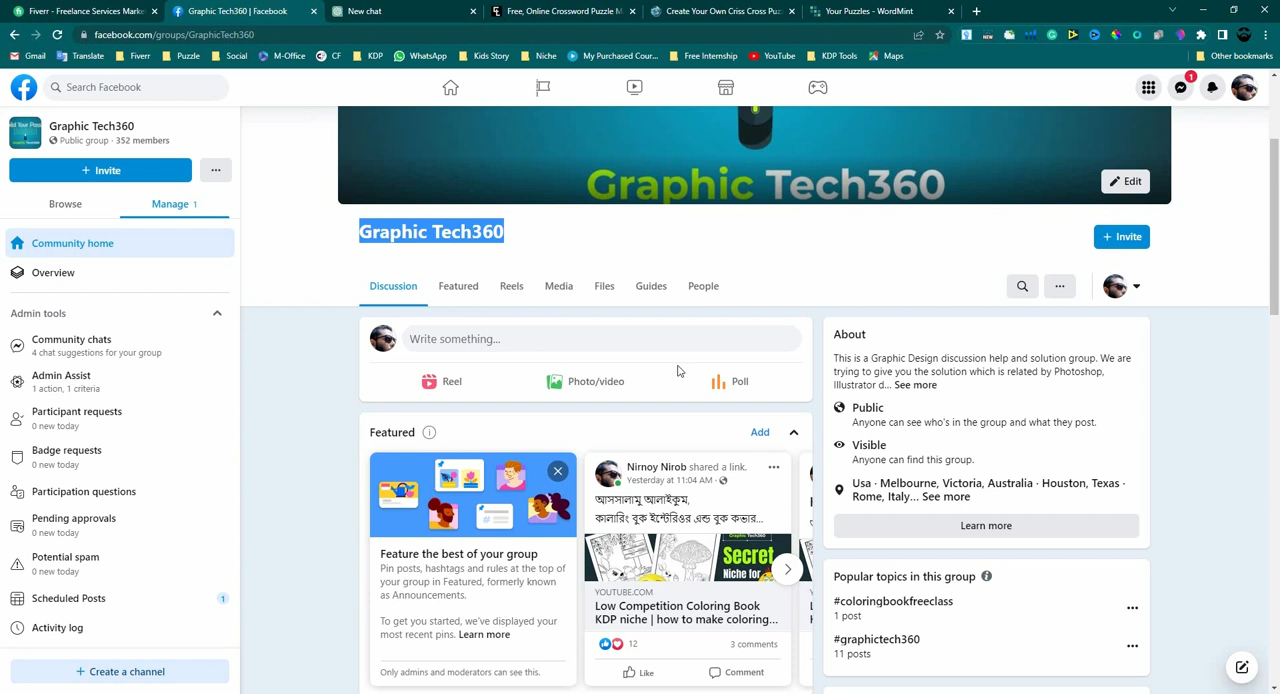 Fiverr - Freelance Services Mark
Graphic Tech360 | Facebook
New chat
Free, Online Crossword Puzzle M
Create Your Own Criss Cross Puz
Your Puzzles - WordMint
facebook.com/groups/GraphicTech360
Gmail
Translate
Fiverr
Puzzle
Social
M-Office
CF
KDP
WhatsApp
Kids Story
Niche
My Purchased Cour...
Free Internship
YouTube
KDP Tools
Maps
Other bookmarks
Search Facebook
1
Graphic Tech360
Public group · 352 members
+ Invite
Browse
Manage 1
Community home
Overview
Admin tools
Community chats
4 chat suggestions for your group
Admin Assist
1 action, 1 criteria
Participant requests
0 new today
Badge requests
0 new today
Participation questions
Pending approvals
0 new today
Potential spam
0 new today
Scheduled Posts
1
Activity log
+ Create a channel
Graphic Tech360
Edit
Graphic Tech360
+ Invite
Discussion
Featured
Reels
Media
Files
Guides
People
Write something...
Reel
Photo/video
Poll
Featured
Add
Feature the best of your group
Pin posts, hashtags and rules at the top of
your group in Featured, formerly known
as Announcements.
To get you started, we've displayed your
most recent pins. Learn more
Only admins and moderators can see this.
Nirnoy Nirob shared a link.
Yesterday at 11:04 AM ·
আসসালামু আলাইকুম,
কালারিং বুক ইন্টেরিওর এন্ড বুক কভার...
Graphic Tech360
Secret
Niche for
YOUTUBE.COM
Low Competition Coloring Book
KDP niche | how to make coloring...
12
3 comments
Like
Comment
About
This is a Graphic Design discussion help and solution group. We are
trying to give you the solution which is related by Photoshop,
Illustrator d... See more
Public
Anyone can see who's in the group and what they post.
Visible
Anyone can find this group.
Usa · Melbourne, Victoria, Australia · Houston, Texas ·
Rome, Italy... See more
Learn more
Popular topics in this group
#coloringbookfreeclass
1 post
#graphictech360
11 posts